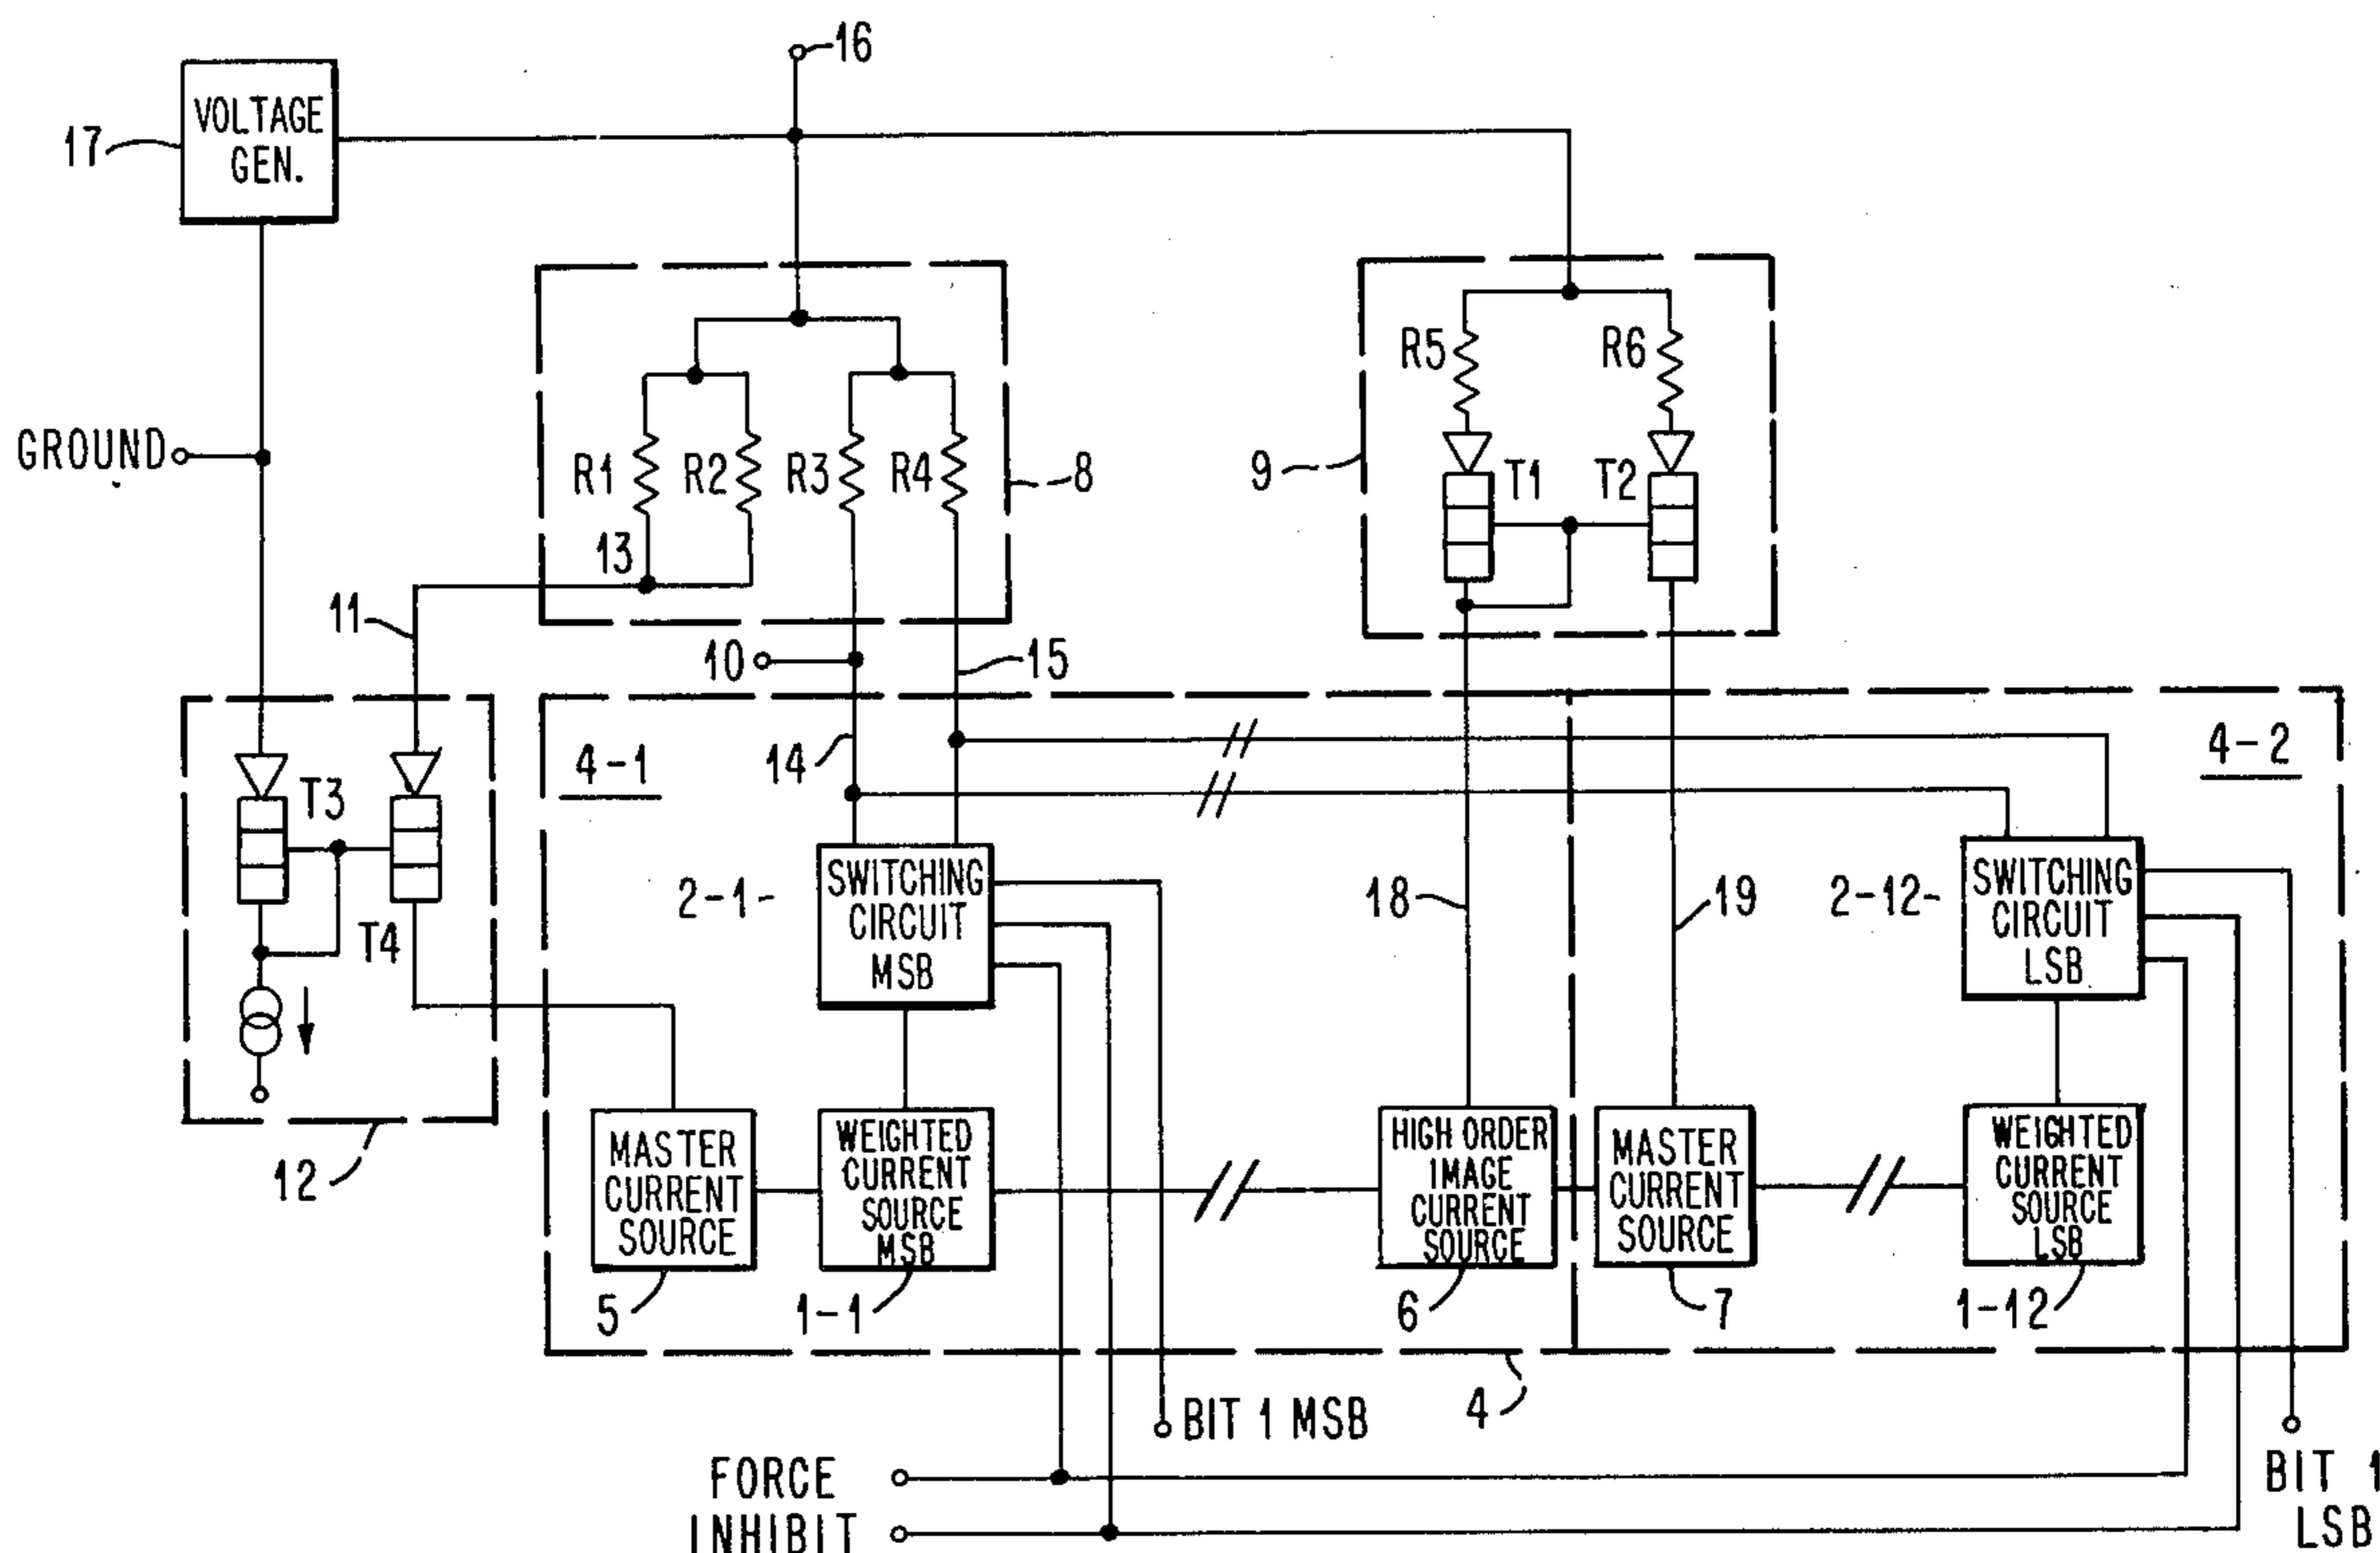 16
VOLTAGE
GEN.
17
GROUND
R1
R2
R3
R4
8
13
11
10
15
R5
R6
9
T1
T2
T3
T4
12
4-1
14
4-2
2-1
SWITCHING
CIRCUIT
MSB
18
19
2-12
SWITCHING
CIRCUIT
LSB
MASTER
CURRENT
SOURCE
WEIGHTED
CURRENT
SOURCE
MSB
HIGH ORDER
IMAGE
CURRENT
SOURCE
MASTER
CURRENT
SOURCE
WEIGHTED
CURRENT
SOURCE
LSB
5
1-1
6
7
1-12
4
BIT 1 MSB
FORCE
INHIBIT
BIT 1
LSB